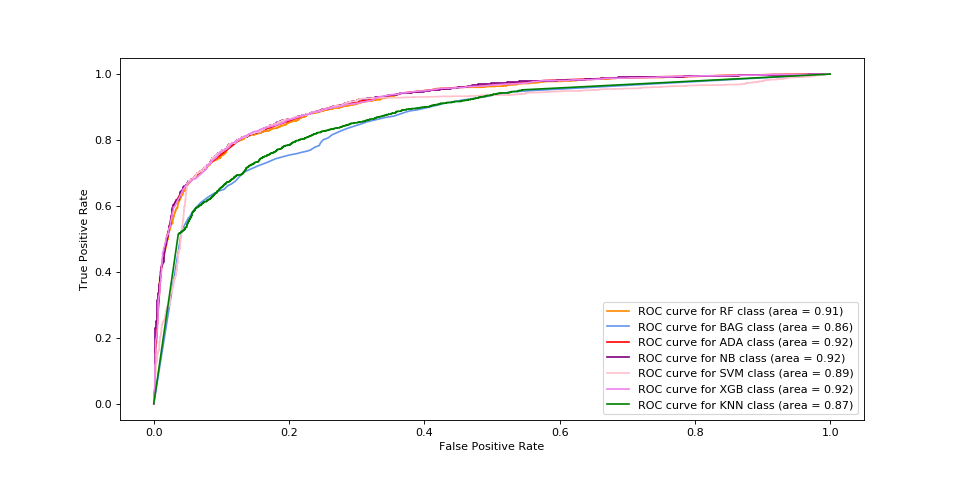 1.0
0.8
0.6
0.4
0.2
0.0
True Positive Rate
ROC curve for RF class (area = 0.91)
ROC curve for BAG class (area = 0.86)
ROC curve for ADA class (area = 0.92)
ROC curve for NB class (area = 0.92)
ROC curve for SVM class (area = 0.89)
ROC curve for XGB class (area = 0.92)
ROC curve for KNN class (area = 0.87)
0.0 0.2 0.4 0.6 0.8 1.0
False Positive Rate